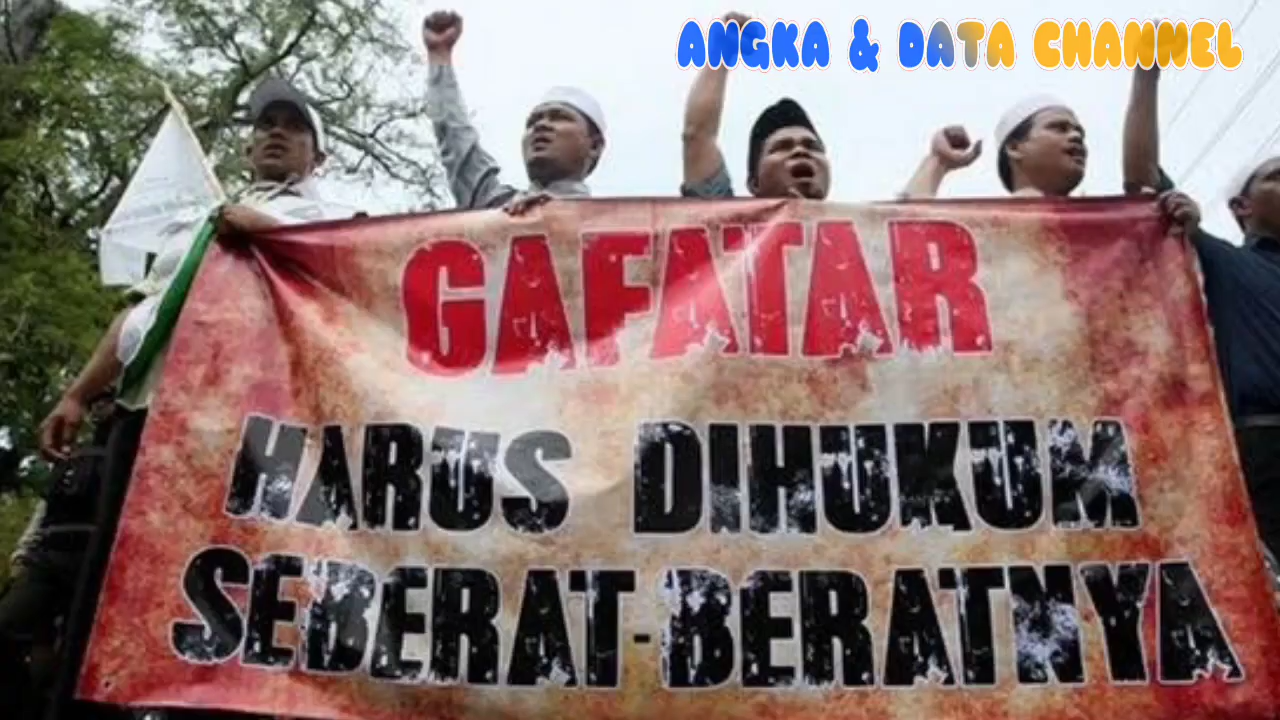 ANGKA & DATA CHANNEL
GAFATAR
HARUS DIHUKUM
SEBERAT-BERATNYA